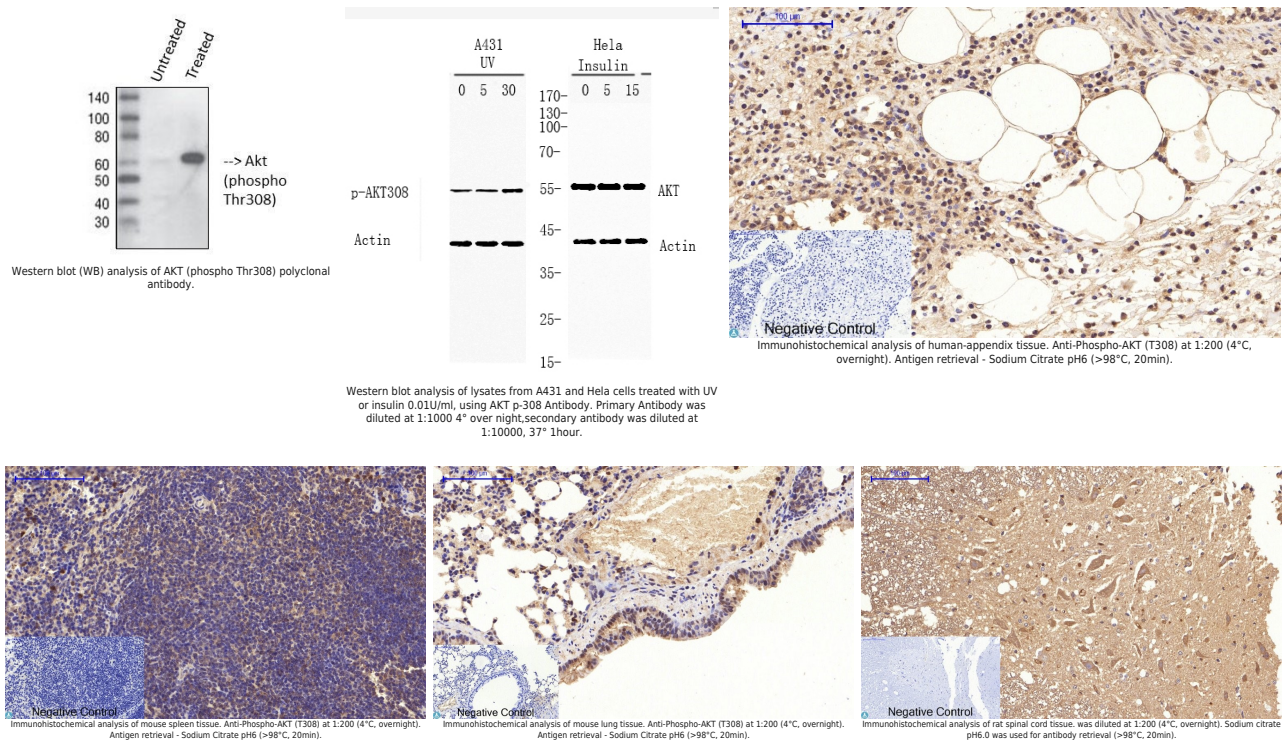 Untreated
Treated
140
100
80
60
50
40
30
--> Akt
(phospho
Thr308)
Western blot (WB) analysis of AKT (phospho Thr308) polyclonal
antibody.
A431
UV
0 5 30
Hela
Insulin
0 5 15
170-
130-
100-
70-
55-
45-
35-
25-
15-
p-AKT308
Actin
AKT
Actin
Western blot analysis of lysates from A431 and Hela cells treated with UV
or insulin 0.01U/ml, using AKT p-308 Antibody. Primary Antibody was
diluted at 1:1000 4° over night,secondary antibody was diluted at
1:10000, 37° 1hour.
100 µm
Negative Control
Immunohistochemical analysis of human-appendix tissue. Anti-Phospho-AKT (T308) at 1:200 (4°C,
overnight). Antigen retrieval - Sodium Citrate pH6 (>98°C, 20min).
Negative Control
Immunohistochemical analysis of mouse spleen tissue. Anti-Phospho-AKT (T308) at 1:200 (4°C, overnight).
Antigen retrieval - Sodium Citrate pH6 (>98°C, 20min).
Negative Control
Immunohistochemical analysis of mouse lung tissue. Anti-Phospho-AKT (T308) at 1:200 (4°C, overnight).
Antigen retrieval - Sodium Citrate pH6 (>98°C, 20min).
Negative Control
Immunohistochemical analysis of rat spinal cord tissue. was diluted at 1:200 (4°C, overnight). Sodium citrate
pH6.0 was used for antibody retrieval (>98°C, 20min).